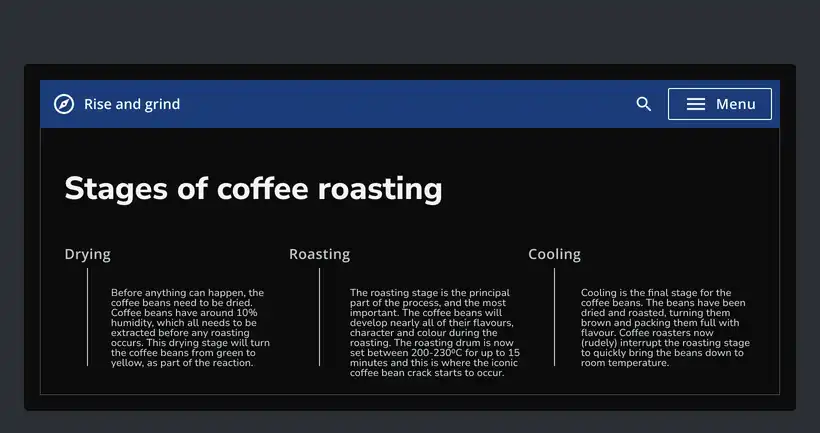 Rise and grind
Menu
Stages of coffee roasting
Drying
Before anything can happen, the
coffee beans need to be dried.
Coffee beans have around 10%
humidity, which all needs to be
extracted before any roasting
occurs. This drying stage will turn
the coffee beans from green to
yellow, as part of the reaction.
Roasting
The roasting stage is the principal
part of the process, and the most
important. The coffee beans will
develop nearly all of their flavours,
character and colour during the
roasting. The roasting drum is now
set between 200-230ºC for up to 15
minutes and this is where the iconic
coffee bean crack starts to occur.
Cooling
Cooling is the final stage for the
coffee beans. The beans have been
dried and roasted, turning them
brown and packing them full with
flavour. Coffee roasters now
(rudely) interrupt the roasting stage
to quickly bring the beans down to
room temperature.